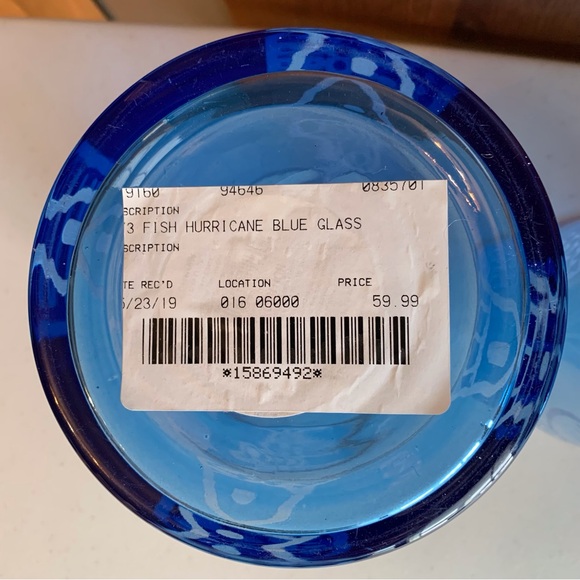 9160 94646 0835701
SCRIPTION
3 FISH HURRICANE BLUE GLASS
SCRIPTION
TE REC'D LOCATION PRICE
/23/19 016 06000 59.99
*15869492*